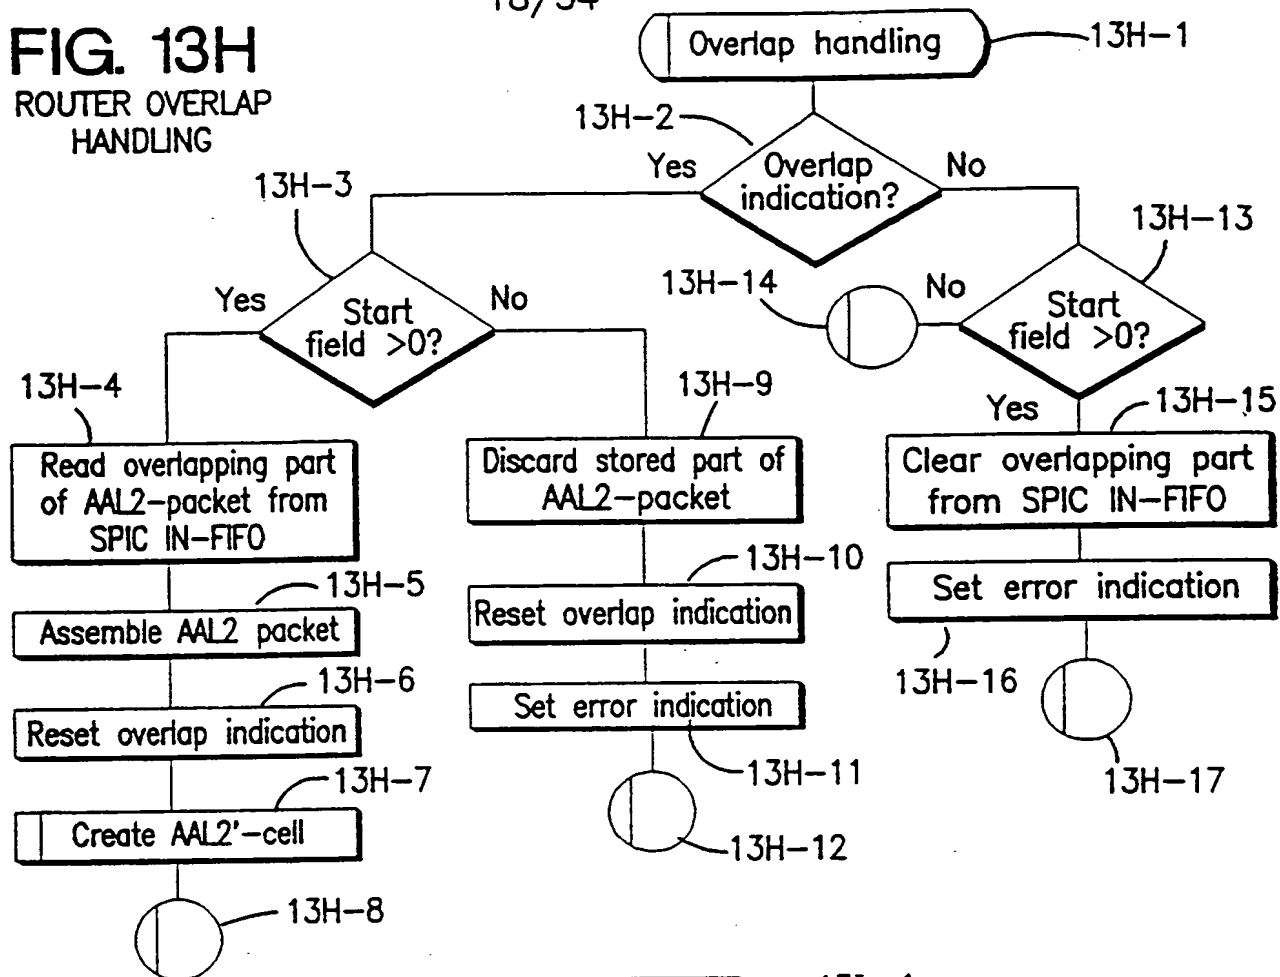 18/54
FIG. 13H
ROUTER OVERLAP
HANDLING
Overlap handling
13H-1
13H-2
Overlap
indication?
Yes
No
13H-3
Start
field >0?
Yes
No
13H-13
Start
field >0?
No
Yes
13H-14
13H-4
Read overlapping part
of AAL2-packet from
SPIC IN-FIFO
13H-5
Assemble AAL2 packet
13H-6
Reset overlap indication
13H-7
Create AAL2'-cell
13H-8
13H-9
Discard stored part of
AAL2-packet
13H-10
Reset overlap indication
Set error indication
13H-11
13H-12
13H-15
Clear overlapping part
from SPIC IN-FIFO
Set error indication
13H-16
13H-17